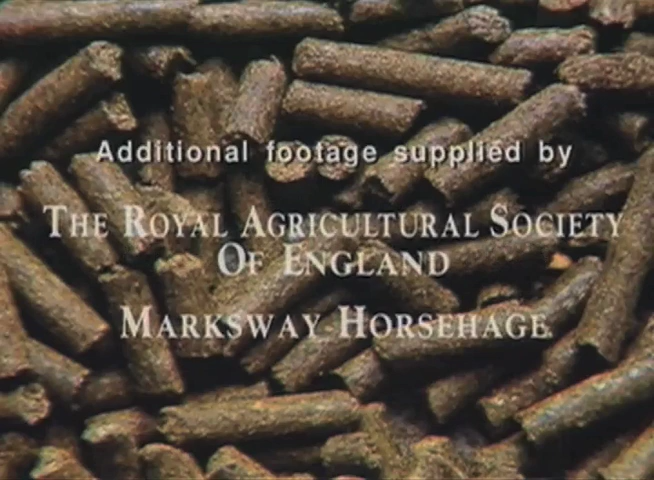 Additional footage supplied by
THE ROYAL AGRICULTURAL SOCIETY
OF ENGLAND
MARKSWAY HORSEHAGE